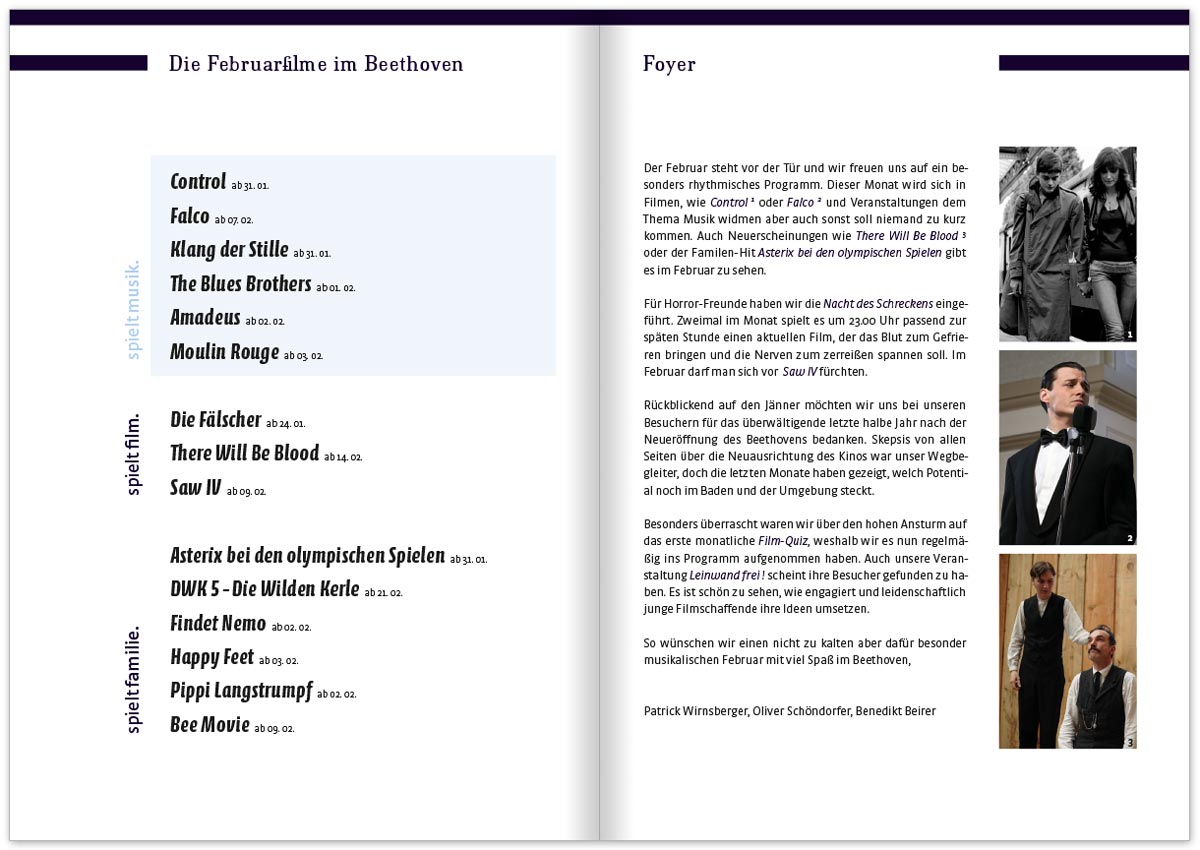 Die Februarfilme im Beethoven
spielt musik.
Control ab 31. 01.
Falco ab 07. 02.
Klang der Stille ab 31. 01.
The Blues Brothers ab 01. 02.
Amadeus ab 02. 02.
Moulin Rouge ab 03. 02.
spielt film.
Die Fälscher ab 24. 01.
There Will Be Blood ab 14. 02.
Saw IV ab 09. 02.
spielt familie.
Asterix bei den olympischen Spielen ab 31. 01.
DWK 5 – Die Wilden Kerle ab 21. 02.
Findet Nemo ab 02. 02.
Happy Feet ab 03. 02.
Pippi Langstrumpf ab 02. 02.
Bee Movie ab 09. 02.
Foyer
Der Februar steht vor der Tür und wir freuen uns auf ein be-
sonders rhythmisches Programm. Dieser Monat wird sich in
Filmen, wie Control ¹ oder Falco ² und Veranstaltungen dem
Thema Musik widmen aber auch sonst soll niemand zu kurz
kommen. Auch Neuerscheinungen wie There Will Be Blood ³
oder der Familen-Hit Asterix bei den olympischen Spielen gibt
es im Februar zu sehen.
Für Horror-Freunde haben wir die Nacht des Schreckens einge-
führt. Zweimal im Monat spielt es um 23.00 Uhr passend zur
späten Stunde einen aktuellen Film, der das Blut zum Gefrie-
ren bringen und die Nerven zum zerreißen spannen soll. Im
Februar darf man sich vor Saw IV fürchten.
Rückblickend auf den Jänner möchten wir uns bei unseren
Besuchern für das überwältigende letzte halbe Jahr nach der
Neueröffnung des Beethovens bedanken. Skepsis von allen
Seiten über die Neuausrichtung des Kinos war unser Wegbe-
gleiter, doch die letzten Monate haben gezeigt, welch Potenti-
al noch im Baden und der Umgebung steckt.
Besonders überrascht waren wir über den hohen Ansturm auf
das erste monatliche Film-Quiz, weshalb wir es nun regelmä-
ßig ins Programm aufgenommen haben. Auch unsere Veran-
staltung Leinwand frei! scheint ihre Besucher gefunden zu ha-
ben. Es ist schön zu sehen, wie engagiert und leidenschaftlich
junge Filmschaffende ihre Ideen umsetzen.
So wünschen wir einen nicht zu kalten aber dafür besonder
musikalischen Februar mit viel Spaß im Beethoven,
Patrick Wirnsberger, Oliver Schöndorfer, Benedikt Beirer
1
2
3